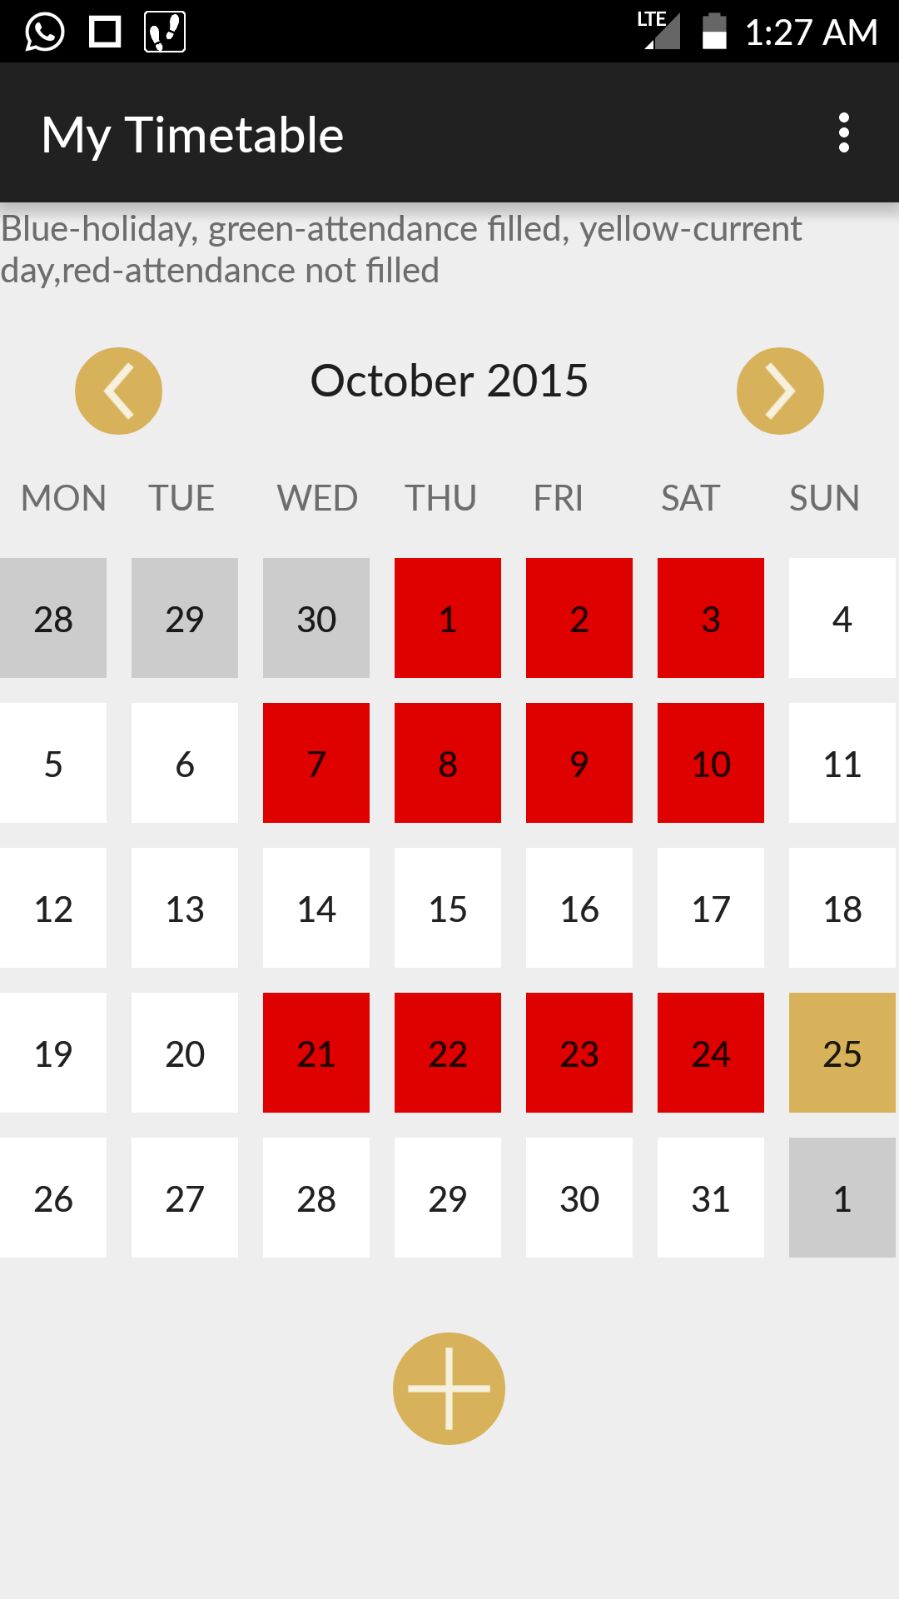 LTE 1:27 AM
My Timetable
Blue-holiday, green-attendance filled, yellow-current
day,red-attendance not filled
October 2015
MON TUE WED THU FRI SAT SUN
28 29 30 1 2 3 4
5 6 7 8 9 10 11
12 13 14 15 16 17 18
19 20 21 22 23 24 25
26 27 28 29 30 31 1